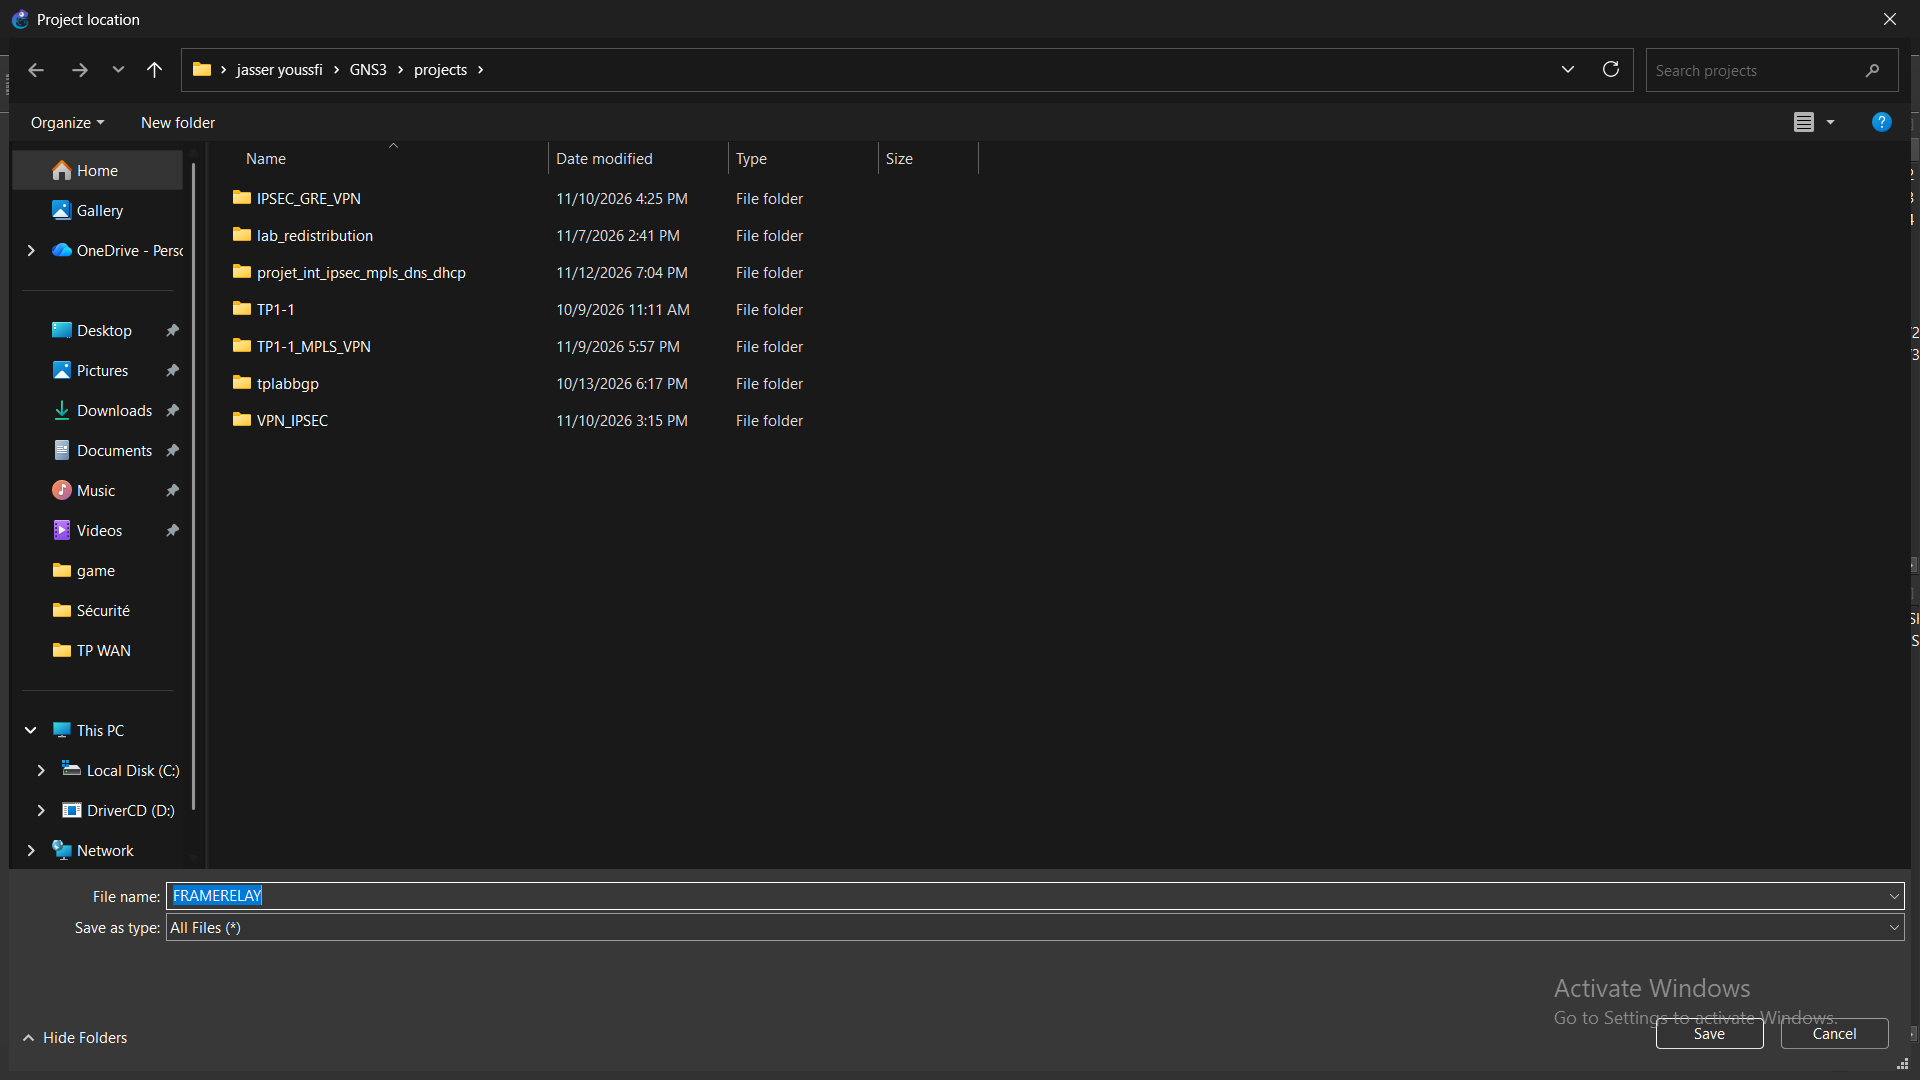 Project location
jasser youssfi > GNS3 > projects >
Search projects
Organize
New folder
Name
Date modified
Type
Size
Home
Gallery
OneDrive - Perso
Desktop
Pictures
Downloads
Documents
Music
Videos
game
Sécurité
TP WAN
This PC
Local Disk (C:)
DriverCD (D:)
Network
IPSEC_GRE_VPN 11/10/2026 4:25 PM File folder
lab_redistribution 11/7/2026 2:41 PM File folder
projet_int_ipsec_mpls_dns_dhcp 11/12/2026 7:04 PM File folder
TP1-1 10/9/2026 11:11 AM File folder
TP1-1_MPLS_VPN 11/9/2026 5:57 PM File folder
tplabbgp 10/13/2026 6:17 PM File folder
VPN_IPSEC 11/10/2026 3:15 PM File folder
File name: FRAMERELAY
Save as type: All Files (*)
Activate Windows
Go to Settings to activate Windows.
Hide Folders
Save
Cancel